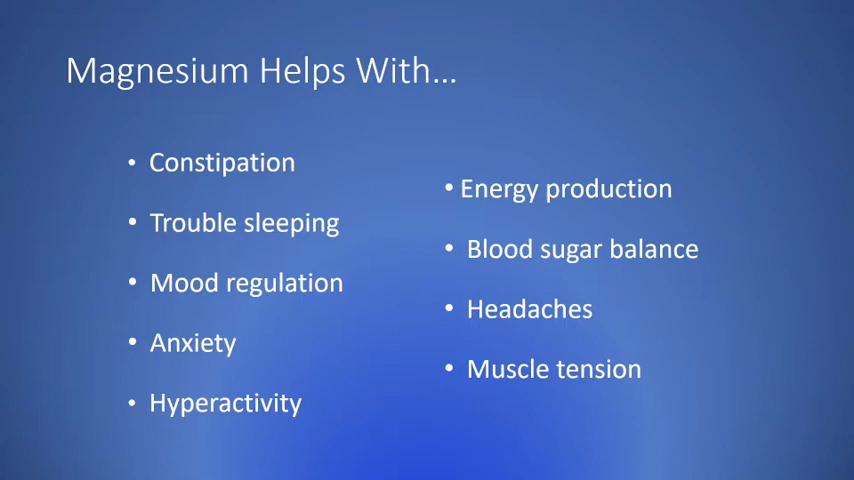 Magnesium Helps With...
• Constipation
• Trouble sleeping
• Mood regulation
• Anxiety
• Hyperactivity
• Energy production
• Blood sugar balance
• Headaches
• Muscle tension